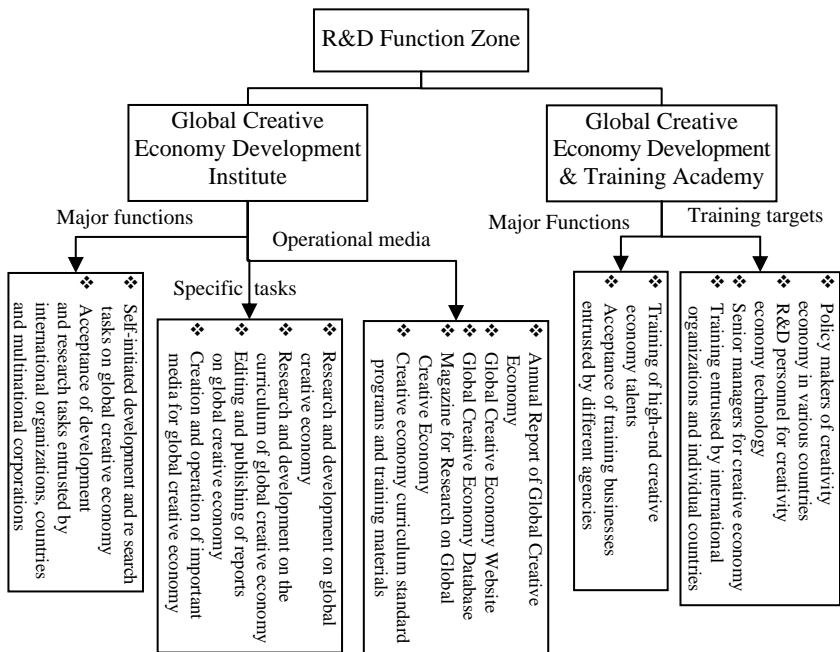 R&D Function Zone
Global Creative
Economy Development
Institute
Global Creative
Economy Development
& Training Academy
Major functions
Specific tasks
Operational media
Major Functions
Training targets
❖ Self-initiated development and re search
tasks on global creative economy
❖ Acceptance of development
and research tasks entrusted by
international organizations, countries
and multinational corporations
❖ Research and development on global
creative economy
❖ Research and development on the
curriculum of global creative economy
❖ Editing and publishing of reports
on global creative economy
❖ Creation and operation of important
media for global creative economy
❖ Annual Report of Global Creative
Economy
❖ Global Creative Economy Website
❖ Global Creative Economy Database
❖ Magazine for Research on Global
Creative Economy
❖ Creative economy curriculum standard
programs and training materials
❖ Training of high-end creative
economy talents
❖ Acceptance of training businesses
entrusted by different agencies
❖ Policy makers of creativity
economy in various countries
❖ R&D personnel for creativity
economy technology
❖ Senior managers for creative economy
❖ Training entrusted by international
organizations and individual countries